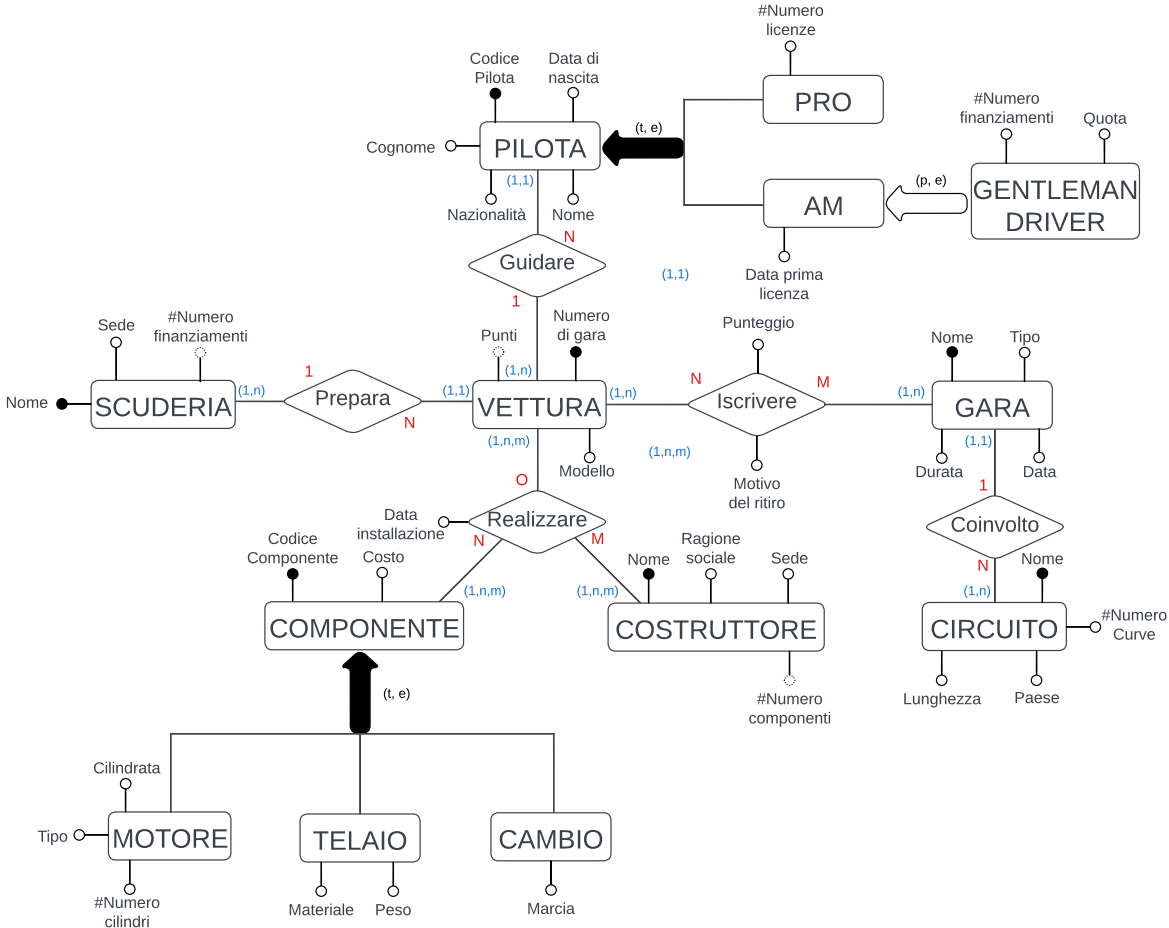 #Numero
licenze
Codice
Pilota
Data di
nascita
PRO
#Numero
finanziamenti
Quota
(t, e)
Cognome
PILOTA
(p, e)
GENTLEMAN
DRIVER
(1,1)
AM
Nazionalità
Nome
N
Guidare
(1,1)
Data prima
licenza
1
Sede
#Numero
finanziamenti
Punti
Numero
di gara
Punteggio
Nome
Tipo
1
(1,n)
N
M
Nome
SCUDERIA
(1,n)
Prepara
(1,1)
VETTURA
(1,n)
Iscrivere
(1,n)
GARA
N
(1,n,m)
(1,n,m)
(1,1)
Modello
Durata
Data
O
Motivo
del ritiro
1
Data
installazione
Realizzare
Coinvolto
N
M
Codice
Componente
Costo
Nome
Ragione
sociale
Sede
N
Nome
(1,n,m)
(1,n,m)
(1,n)
COMPONENTE
COSTRUTTORE
CIRCUITO
#Numero
Curve
(t, e)
#Numero
componenti
Lunghezza
Paese
Cilindrata
Tipo
MOTORE
TELAIO
CAMBIO
#Numero
cilindri
Materiale
Peso
Marcia